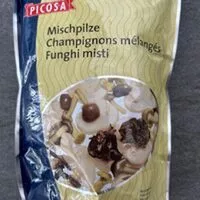 PICOSA
Mischpilze
Champignons mélangés
Funghi misti